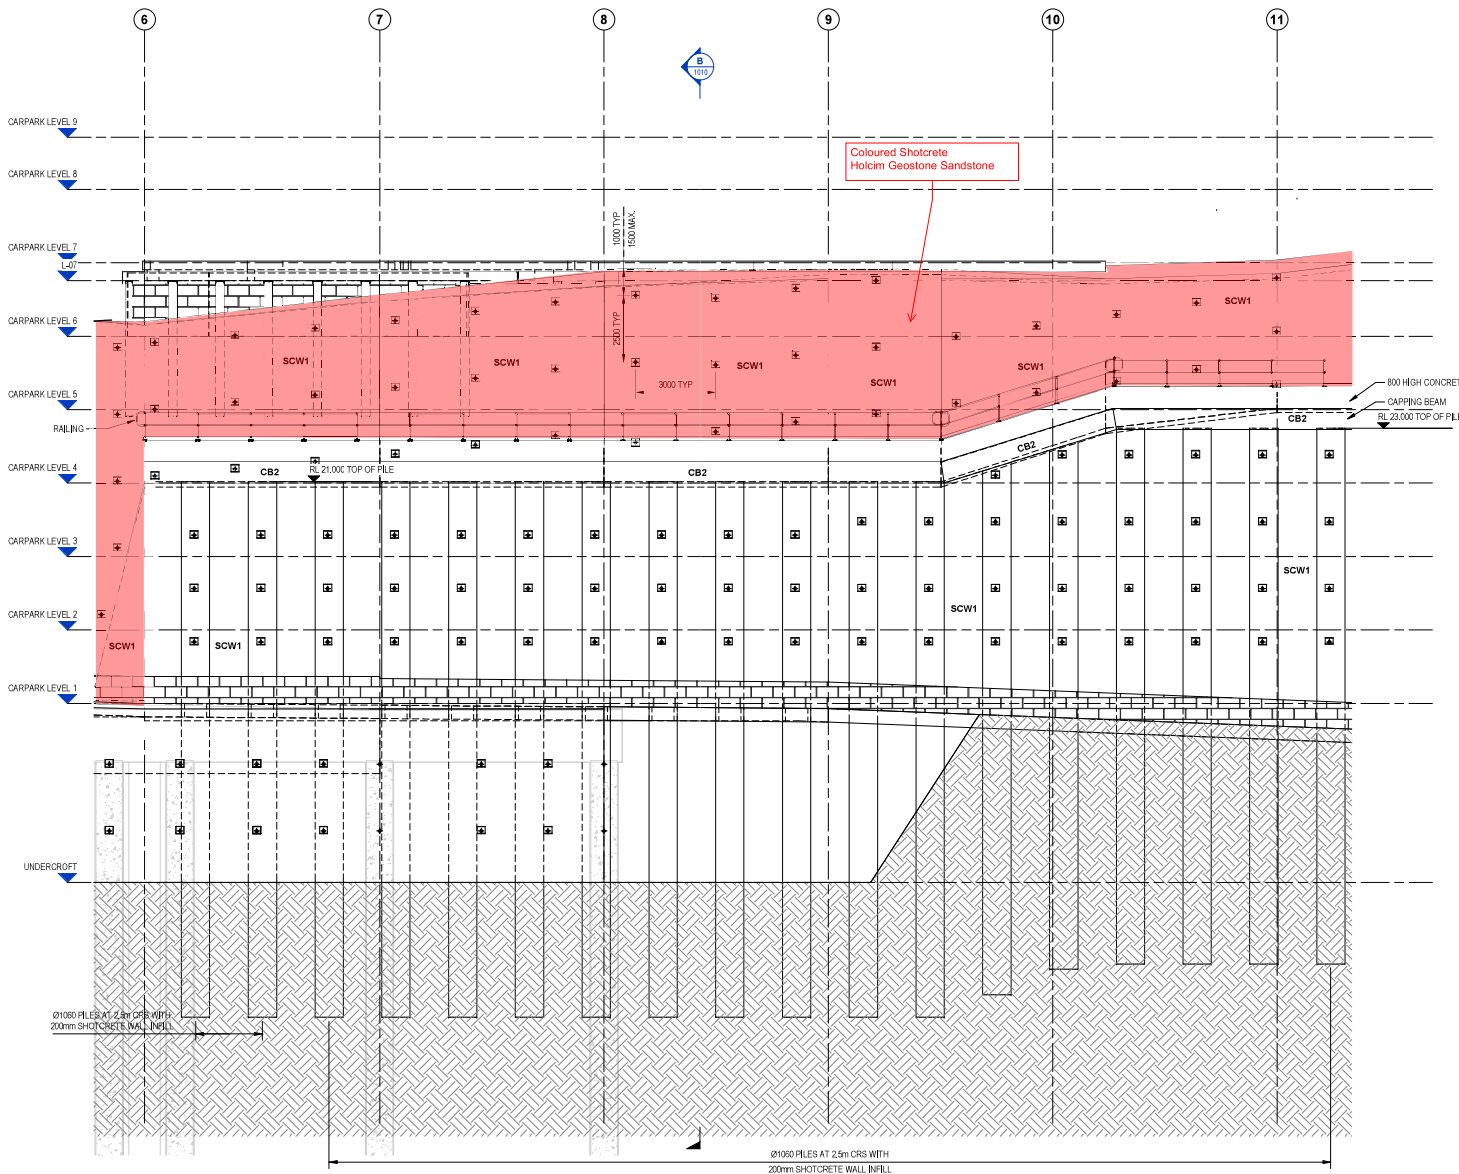 6
7
8
9
10
11
B
1010
CARPARK LEVEL 9
CARPARK LEVEL 8
Coloured Shotcrete
Holcim Geostone Sandstone
CARPARK LEVEL 7
L-07
1000 TYP
1500 MAX.
CARPARK LEVEL 6
2500 TYP
SCW1
SCW1
SCW1
SCW1
SCW1
SCW1
3000 TYP
CARPARK LEVEL 5
RAILING
800 HIGH CONCRET
CAPPING BEAM
RL 23.000 TOP OF PILE
CB2
CB2
CARPARK LEVEL 4
CB2
RL 21.000 TOP OF PILE
CB2
CARPARK LEVEL 3
SCW1
CARPARK LEVEL 2
SCW1
SCW1
SCW1
CARPARK LEVEL 1
UNDERCROFT
Ø1060 PILES AT 2,5m CRS WITH
200mm SHOTCRETE WALL INFILL
Ø1060 PILES AT 2,5m CRS WITH
200mm SHOTCRETE WALL INFILL